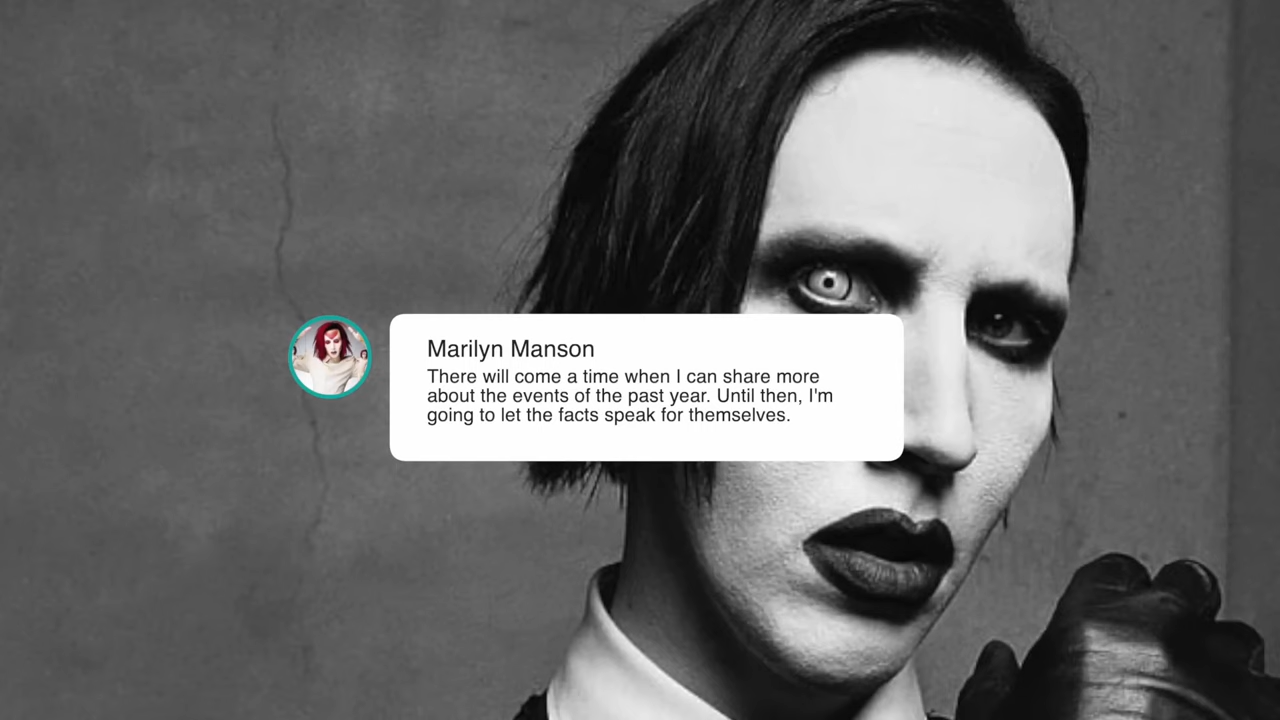 Marilyn Manson
There will come a time when I can share more
about the events of the past year. Until then, I'm
going to let the facts speak for themselves.